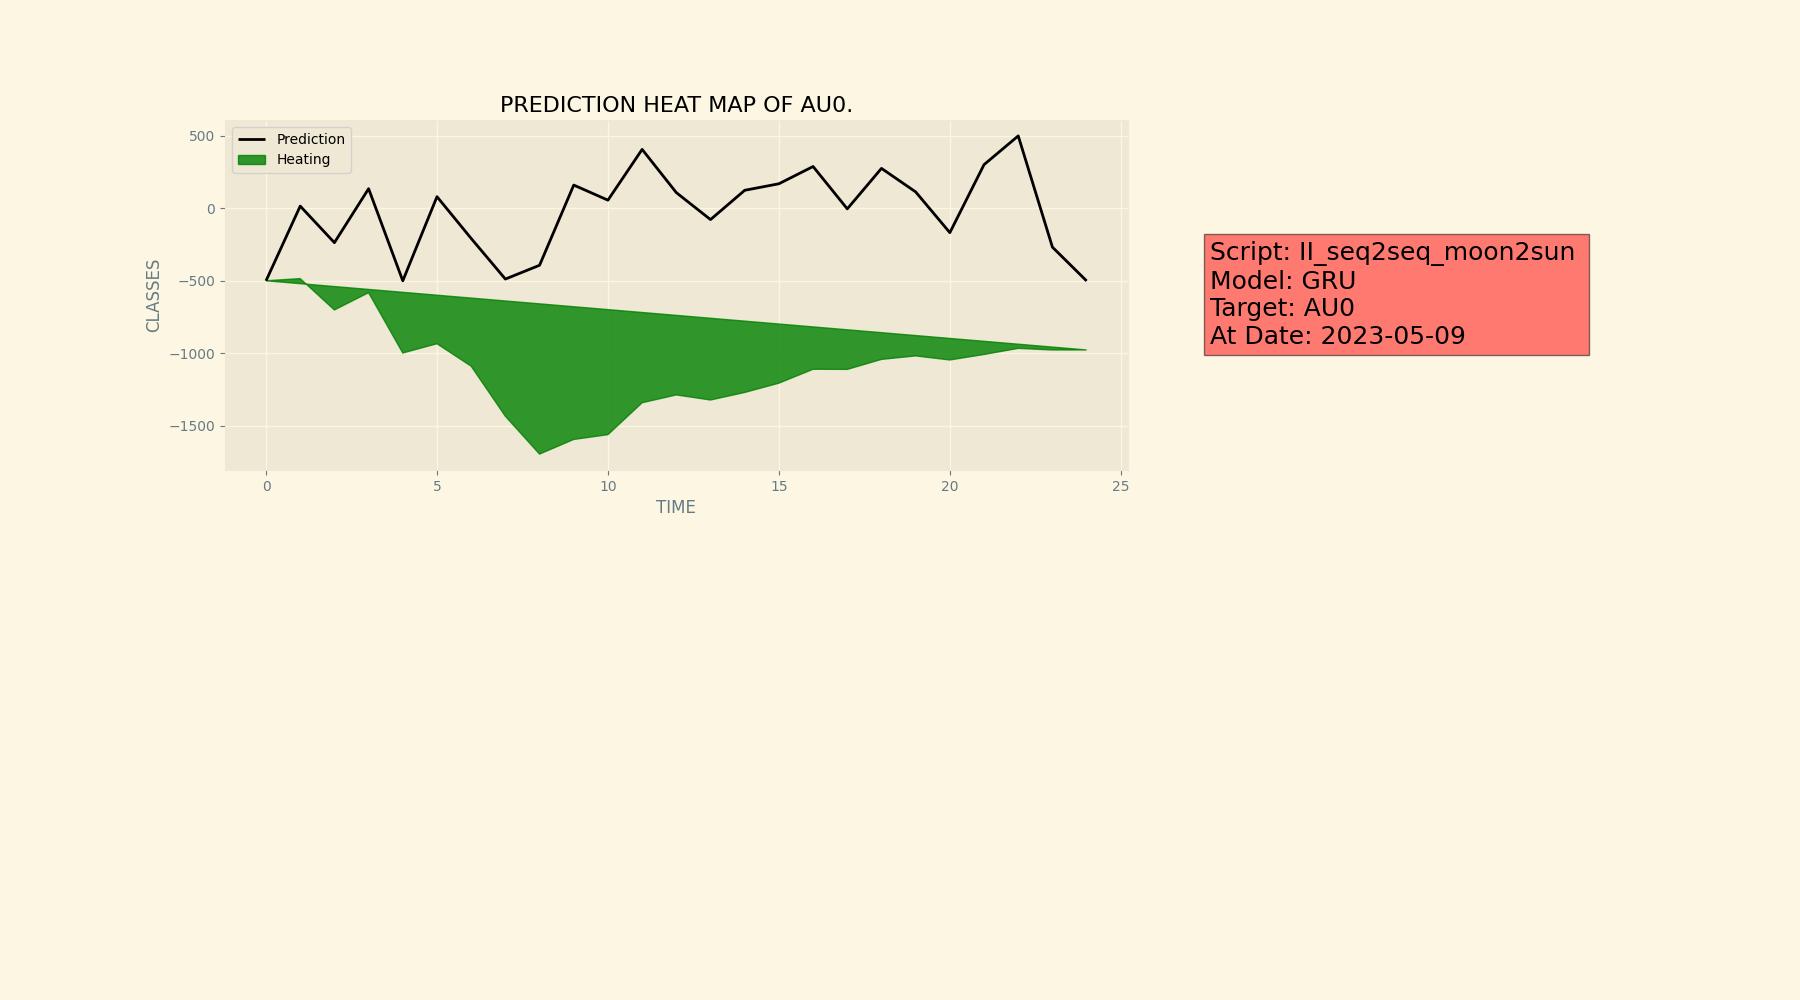 PREDICTION HEAT MAP OF AU0.
Prediction
Heating
500
0
−500
−1000
−1500
CLASSES
0 5 10 15 20 25
TIME
Script: II_seq2seq_moon2sun
Model: GRU
Target: AU0
At Date: 2023-05-09